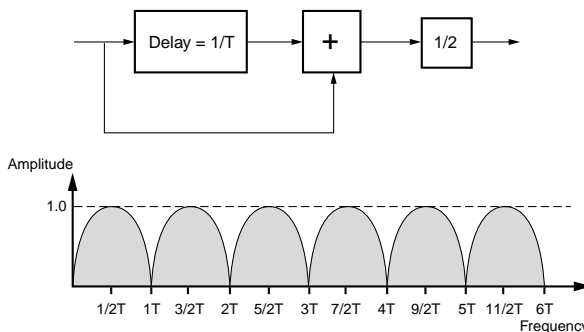 Delay = 1/T
+
1/2
Amplitude
1.0
1/2T 1T 3/2T 2T 5/2T 3T 7/2T 4T 9/2T 5T 11/2T 6T
Frequency